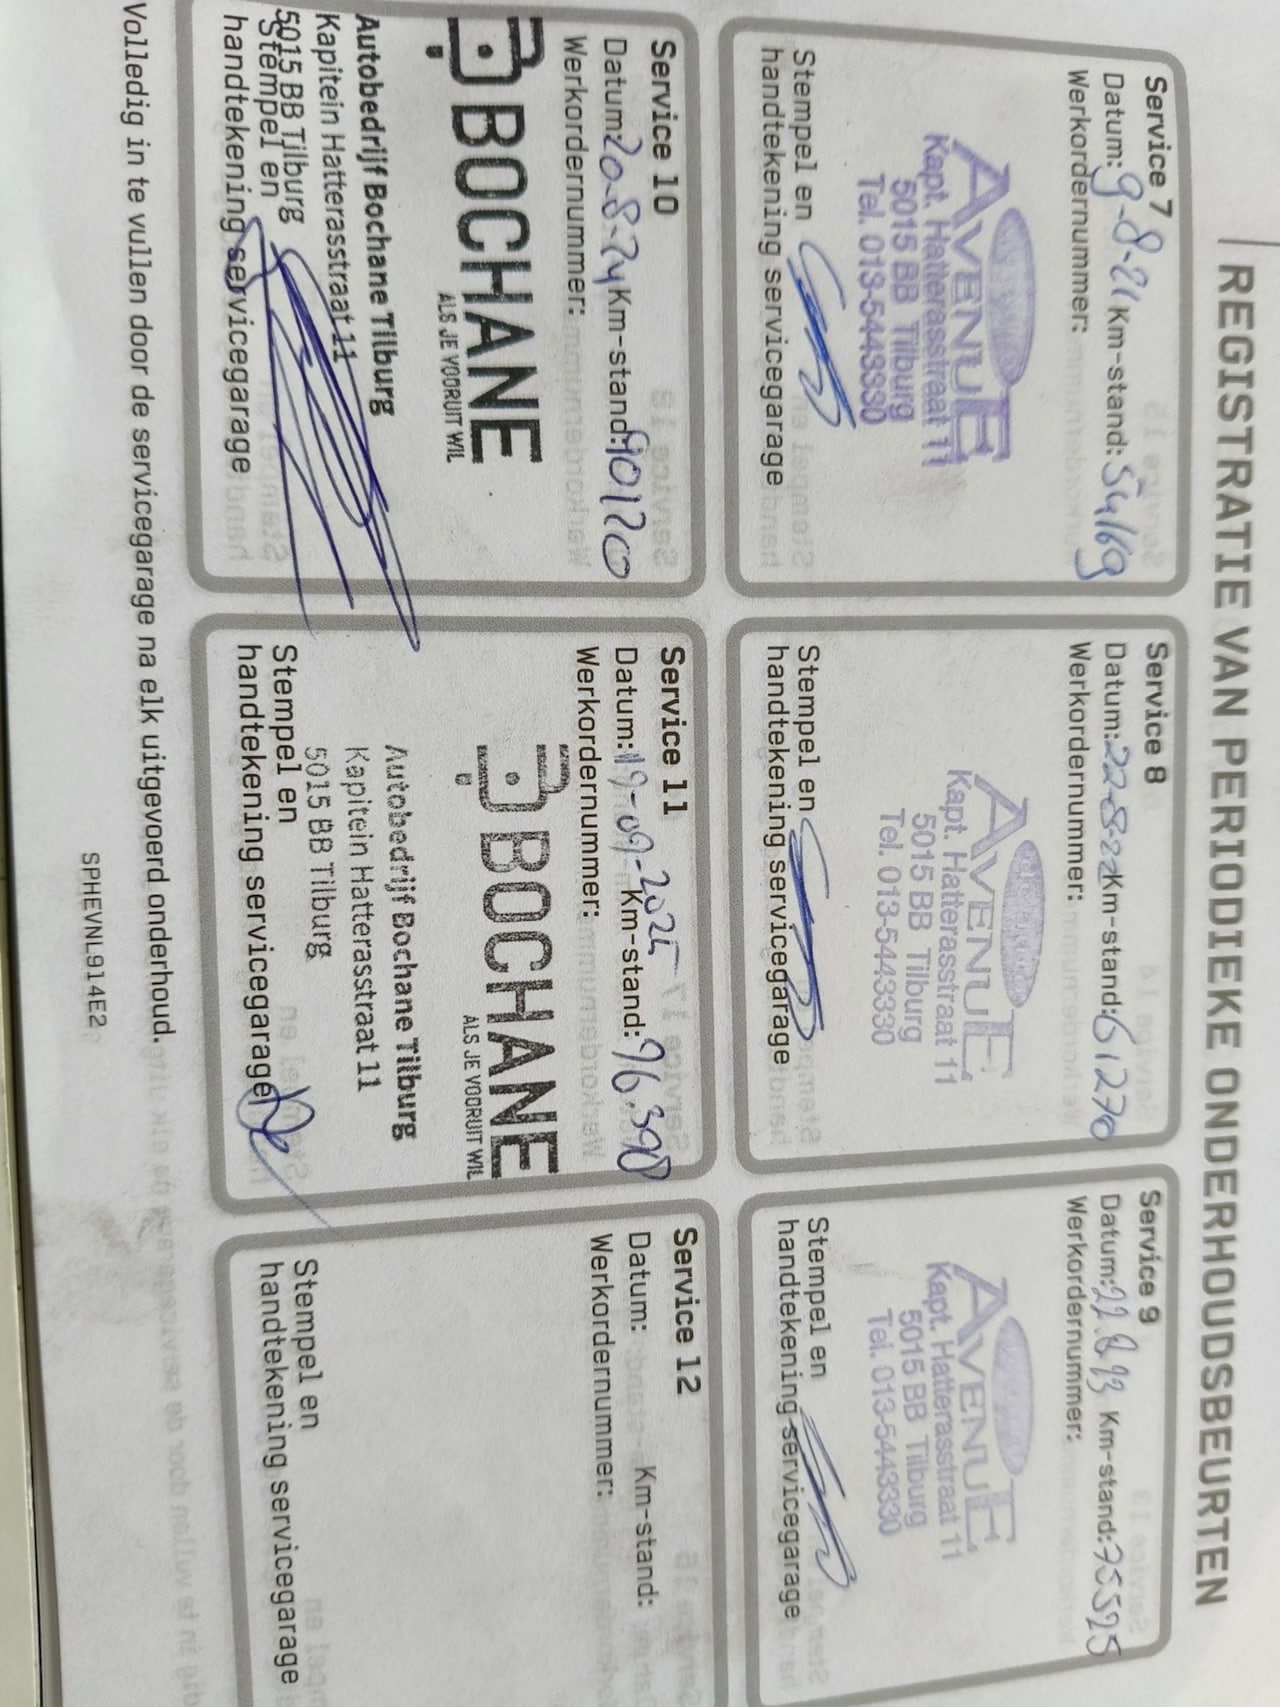 REGISTRATIE VAN PERIODIEKE ONDERHOUDSBEURTEN
Service 7
Datum: 9-8-21 Km-stand: 54169
Werkordernummer:
AVENUE
Kapt. Hatterasstraat 11
5015 BB Tilburg
Tel. 013-5443330
Stempel en
handtekening servicegarage
Service 8
Datum: 22-8-22 Km-stand: 61270
Werkordernummer:
AVENUE
Kapt. Hatterasstraat 11
5015 BB Tilburg
Tel. 013-5443330
Stempel en
handtekening servicegarage
Service 9
Datum: 22.8.23 Km-stand: 75525
Werkordernummer:
AVENUE
Kapt. Hatterasstraat 11
5015 BB Tilburg
Tel. 013-5443330
Stempel en
handtekening servicegarage
Service 10
Datum: 20-8-24 Km-stand: 90120
Werkordernummer:
BOCHANE
ALS JE VOORUIT WIL
Autobedrijf Bochane Tilburg
Kapitein Hatterasstraat 11
5015 BB Tilburg
Stempel en
handtekening servicegarage
Service 11
Datum: 19-09-2025 Km-stand: 96.390
Werkordernummer:
BOCHANE
ALS JE VOORUIT WIL
Autobedrijf Bochane Tilburg
Kapitein Hatterasstraat 11
5015 BB Tilburg
Stempel en
handtekening servicegarage
Service 12
Datum: Km-stand:
Werkordernummer:
Stempel en
handtekening servicegarage
Volledig in te vullen door de servicegarage na elk uitgevoerd onderhoud.
SPHEVNL914E2